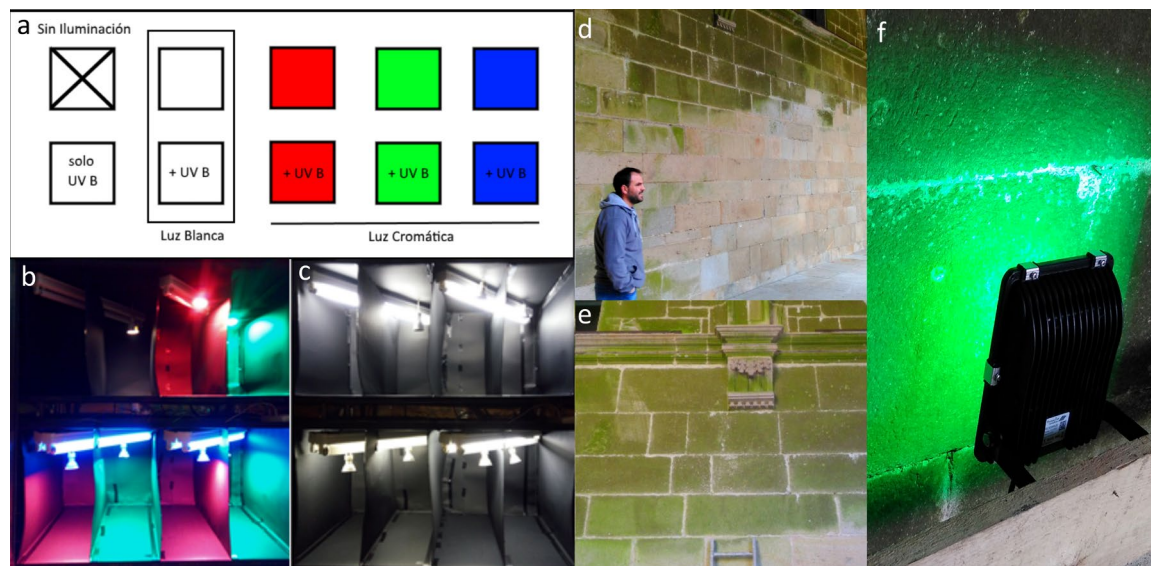 a
Sin Iluminación
solo
UV B
+ UV B
+ UV B
+ UV B
+ UV B
Luz Blanca
Luz Cromática
b
c
d
e
f